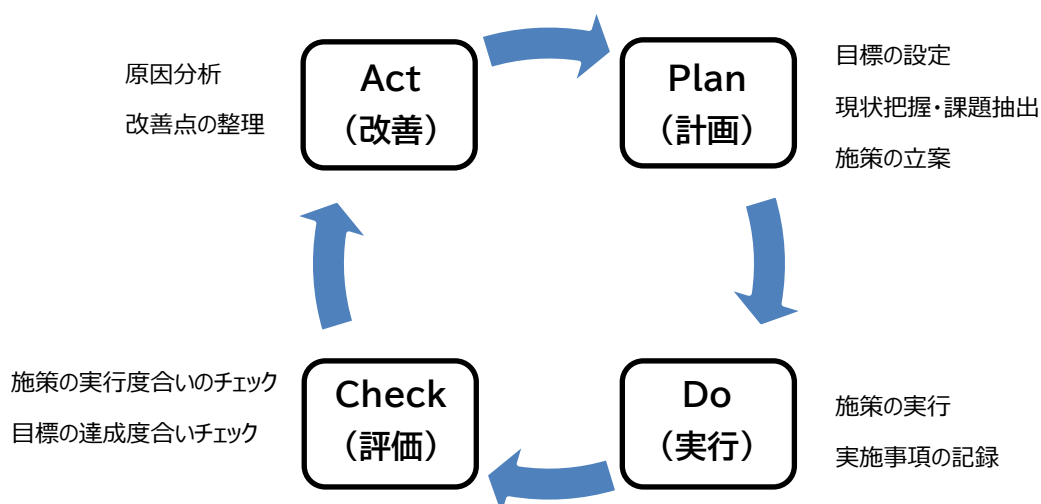 原因分析
改善点の整理
Act
（改善）
Plan
（計画）
目標の設定
現状把握・課題抽出
施策の立案
施策の実行度合いのチェック
目標の達成度合いチェック
Check
（評価）
Do
（実行）
施策の実行
実施事項の記録